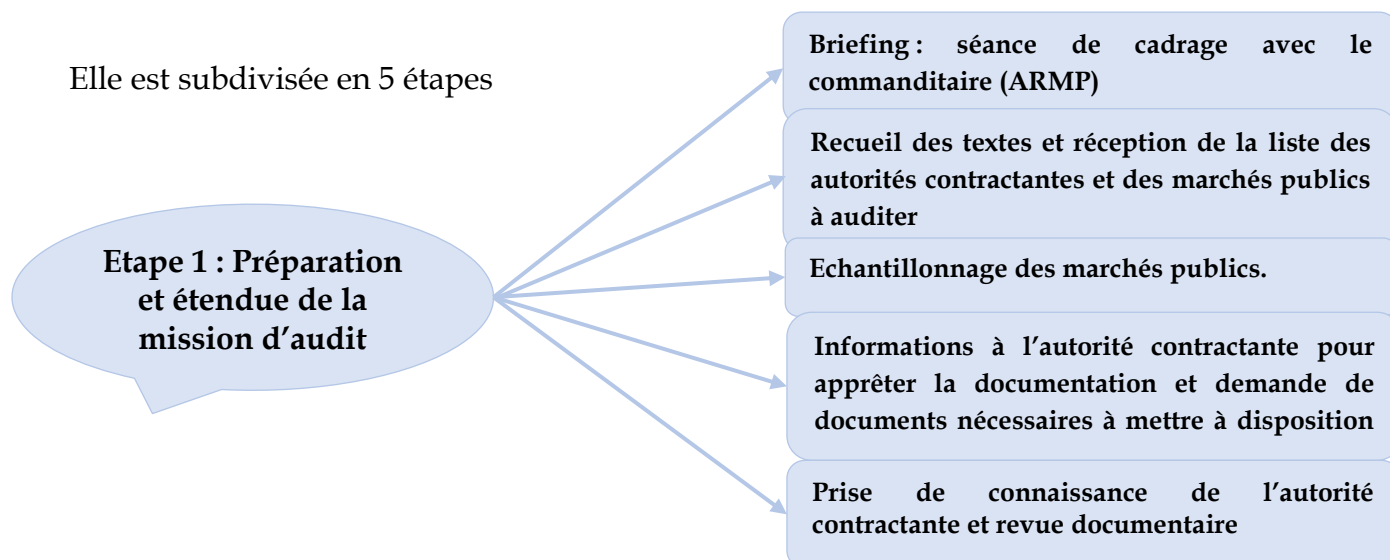 Elle est subdivisée en 5 étapes
Etape 1 : Préparation
et étendue de la
mission d’audit
Briefing : séance de cadrage avec le
commanditaire (ARMP)
Recueil des textes et réception de la liste des
autorités contractantes et des marchés publics
à auditer
Echantillonnage des marchés publics.
Informations à l’autorité contractante pour
apprêter la documentation et demande de
documents nécessaires à mettre à disposition
Prise de connaissance de l’autorité
contractante et revue documentaire